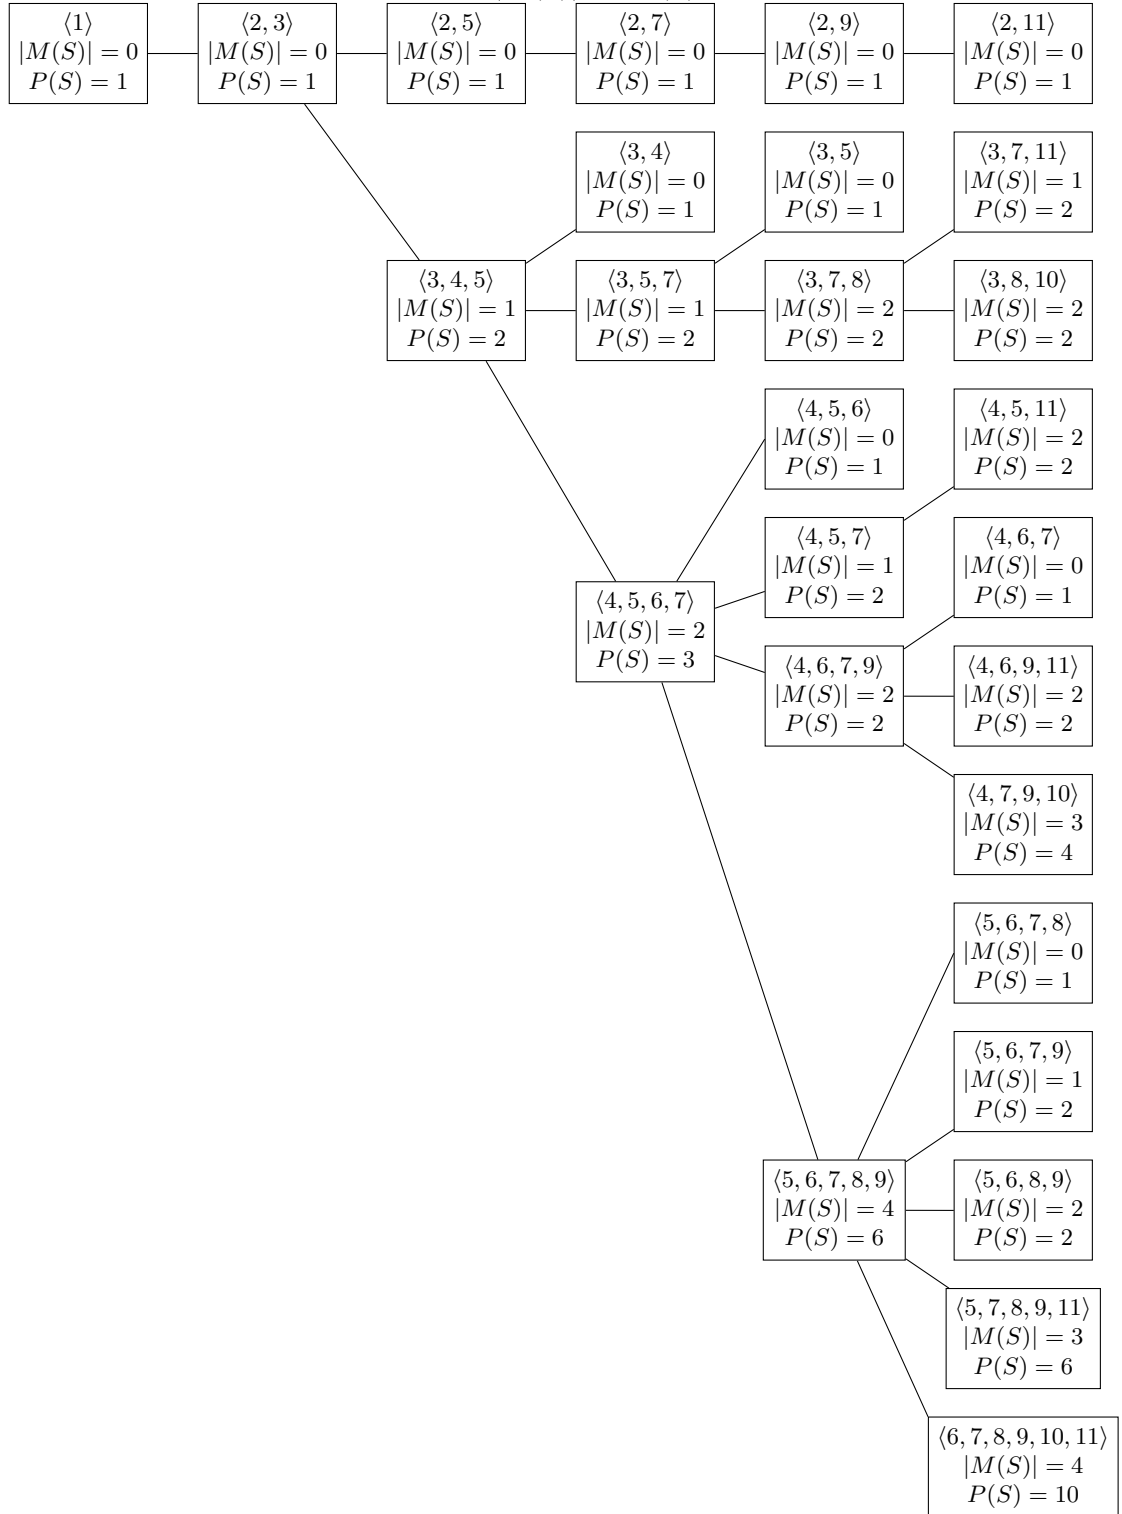 ⟨1⟩
|M(S)| = 0
P(S) = 1
⟨2, 3⟩
|M(S)| = 0
P(S) = 1
⟨2, 5⟩
|M(S)| = 0
P(S) = 1
⟨2, 7⟩
|M(S)| = 0
P(S) = 1
⟨2, 9⟩
|M(S)| = 0
P(S) = 1
⟨2, 11⟩
|M(S)| = 0
P(S) = 1
⟨3, 4⟩
|M(S)| = 0
P(S) = 1
⟨3, 5⟩
|M(S)| = 0
P(S) = 1
⟨3, 7, 11⟩
|M(S)| = 1
P(S) = 2
⟨3, 4, 5⟩
|M(S)| = 1
P(S) = 2
⟨3, 5, 7⟩
|M(S)| = 1
P(S) = 2
⟨3, 7, 8⟩
|M(S)| = 2
P(S) = 2
⟨3, 8, 10⟩
|M(S)| = 2
P(S) = 2
⟨4, 5, 6⟩
|M(S)| = 0
P(S) = 1
⟨4, 5, 11⟩
|M(S)| = 2
P(S) = 2
⟨4, 5, 7⟩
|M(S)| = 1
P(S) = 2
⟨4, 6, 7⟩
|M(S)| = 0
P(S) = 1
⟨4, 5, 6, 7⟩
|M(S)| = 2
P(S) = 3
⟨4, 6, 7, 9⟩
|M(S)| = 2
P(S) = 2
⟨4, 6, 9, 11⟩
|M(S)| = 2
P(S) = 2
⟨4, 7, 9, 10⟩
|M(S)| = 3
P(S) = 4
⟨5, 6, 7, 8⟩
|M(S)| = 0
P(S) = 1
⟨5, 6, 7, 9⟩
|M(S)| = 1
P(S) = 2
⟨5, 6, 7, 8, 9⟩
|M(S)| = 4
P(S) = 6
⟨5, 6, 8, 9⟩
|M(S)| = 2
P(S) = 2
⟨5, 7, 8, 9, 11⟩
|M(S)| = 3
P(S) = 6
⟨6, 7, 8, 9, 10, 11⟩
|M(S)| = 4
P(S) = 10